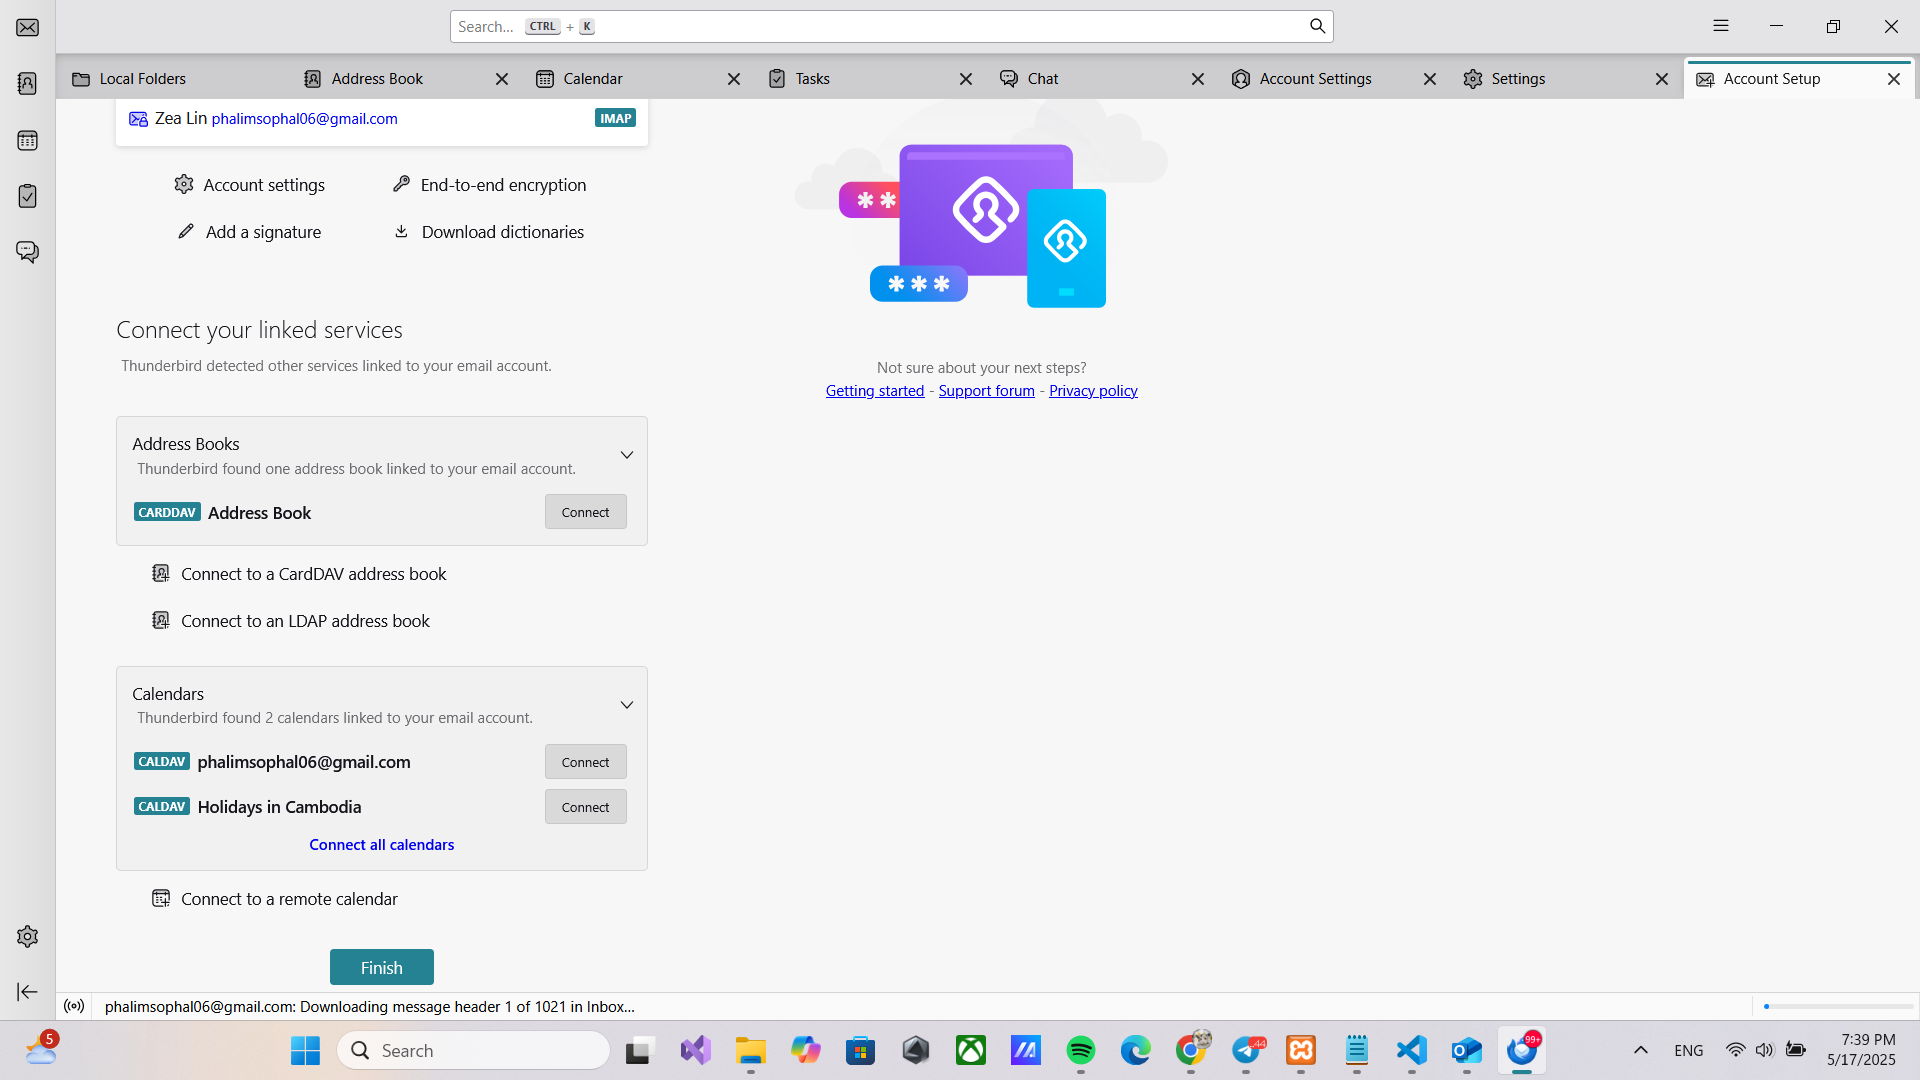 Search... CTRL + K
Local Folders
Address Book
Calendar
Tasks
Chat
Account Settings
Settings
Account Setup
Zea Lin phalimsophal06@gmail.com IMAP
Account settings
End-to-end encryption
Add a signature
Download dictionaries
Connect your linked services
Thunderbird detected other services linked to your email account.
Address Books
Thunderbird found one address book linked to your email account.
CARDDAV Address Book Connect
Connect to a CardDAV address book
Connect to an LDAP address book
Calendars
Thunderbird found 2 calendars linked to your email account.
CALDAV phalimsophal06@gmail.com Connect
CALDAV Holidays in Cambodia Connect
Connect all calendars
Connect to a remote calendar
Finish
** 
***
Not sure about your next steps?
Getting started - Support forum - Privacy policy
phalimsophal06@gmail.com: Downloading message header 1 of 1021 in Inbox...
5
Search
..44
99+
ENG
7:39 PM
5/17/2025